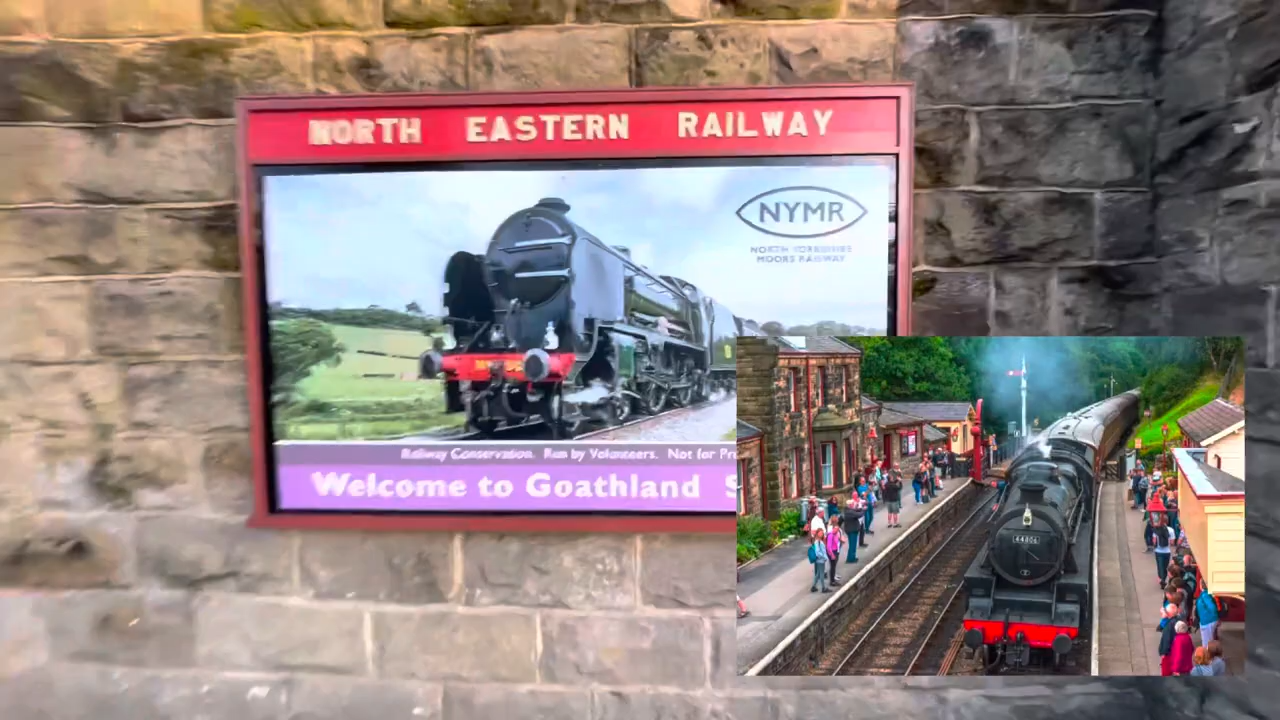 NORTH EASTERN RAILWAY
NYMR
NORTH YORKSHIRE
MOORS RAILWAY
Railway Conservation. Run by Volunteers. Not for
Welcome to Goathland
44806